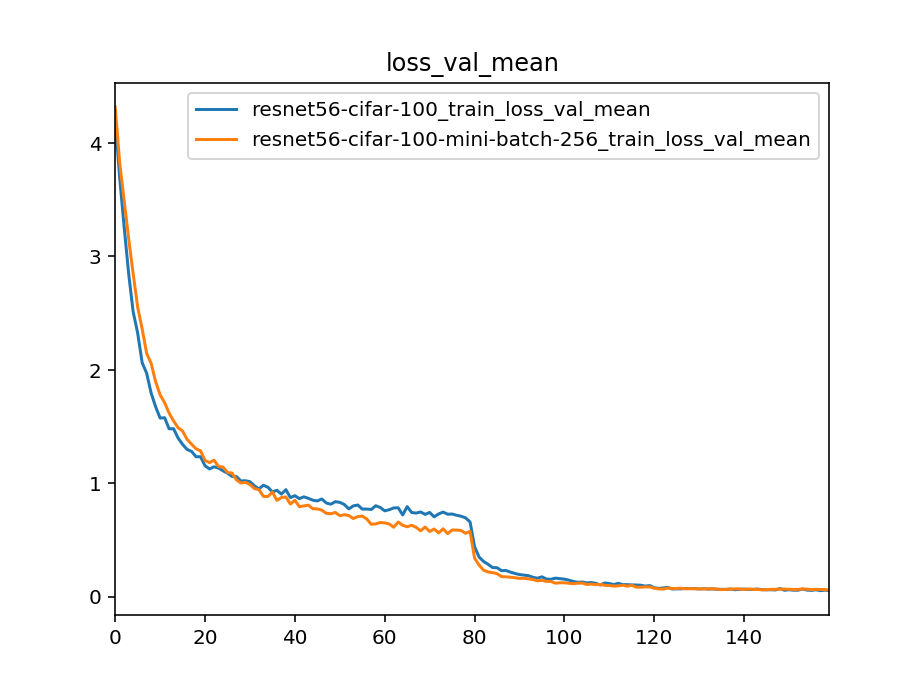 loss_val_mean
resnet56-cifar-100_train_loss_val_mean
resnet56-cifar-100-mini-batch-256_train_loss_val_mean
4
3
2
1
0
0 20 40 60 80 100 120 140